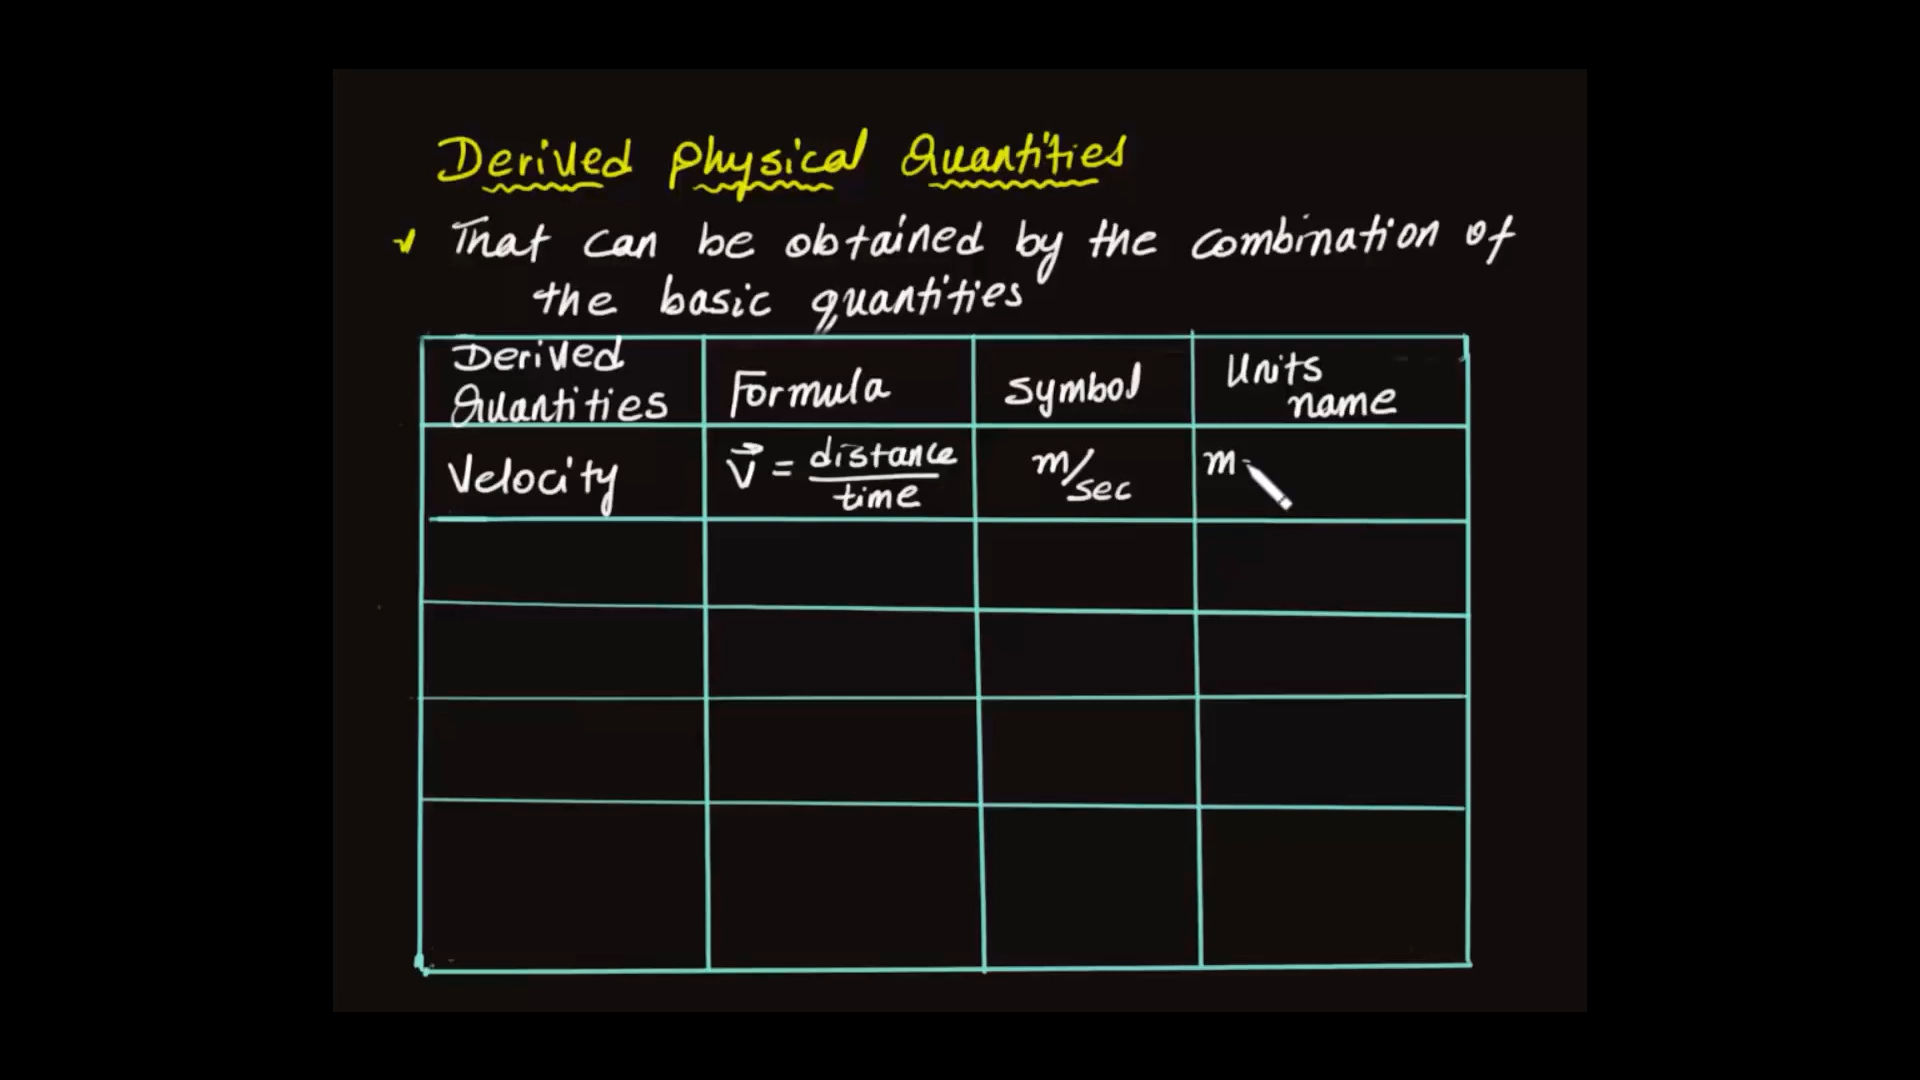 Derived Physical Quantities
✓ That can be obtained by the combination of
the basic quantities
Derived
Quantities
Formula
Symbol
Units
name
Velocity
V⃗ = distance
time
m/sec
m